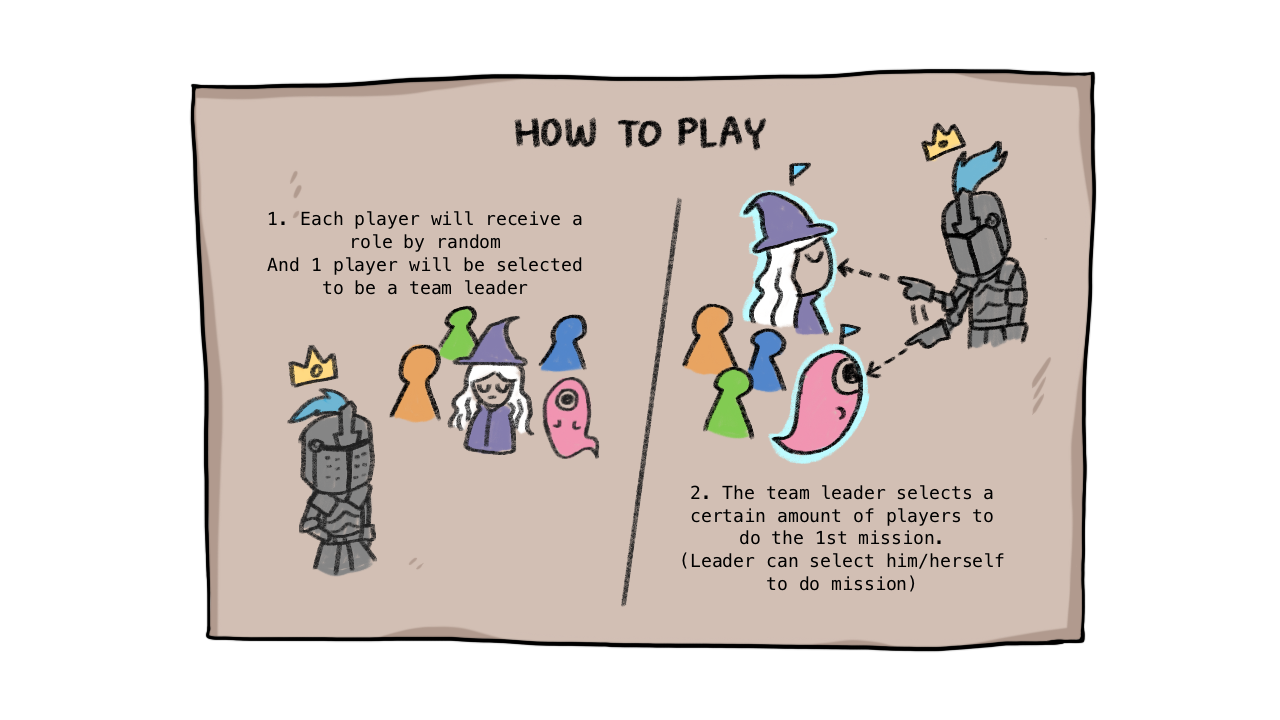 HOW TO PLAY
1. Each player will receive a
role by random
And 1 player will be selected
to be a team leader
2. The team leader selects a
certain amount of players to
do the 1st mission.
(Leader can select him/herself
to do mission)